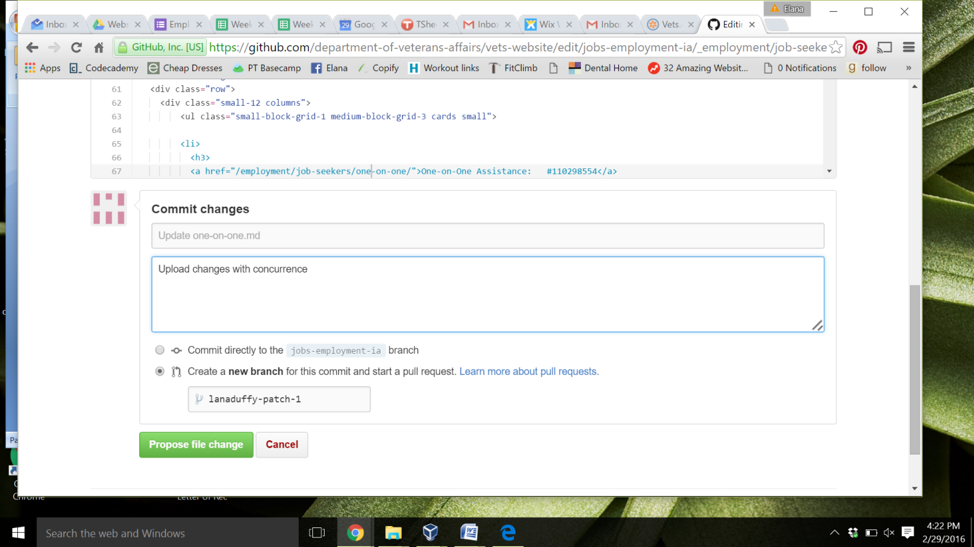 Elana
Inbox
Webs
Empl
Week
Week
Goog
TShe
Inbox
Wix \
Inbox
Vets.
Editin
GitHub, Inc. [US]
https://github.com/department-of-veterans-affairs/vets-website/edit/jobs-employment-ia/_employment/job-seeke
Apps
Codecademy
Cheap Dresses
PT Basecamp
Elana
Copify
Workout links
FitClimb
Dental Home
32 Amazing Website...
0 Notifications
follow
»
61 <div class="row">
62 <div class="small-12 columns">
63 <ul class="small-block-grid-1 medium-block-grid-3 cards small">
64
65 <li>
66 <h3>
67 <a href="/employment/job-seekers/one-on-one/">One-on-One Assistance: #110298554</a>
Commit changes
Update one-on-one.md
Upload changes with concurrence
Commit directly to the jobs-employment-ia branch
Create a new branch for this commit and start a pull request. Learn more about pull requests.
lanaduffy-patch-1
Propose file change
Cancel
Pa
Chrome
Letter of Rec
Search the web and Windows
4:22 PM
2/29/2016